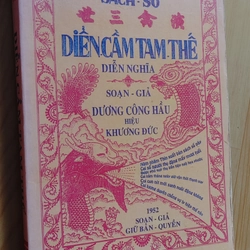 SÁCH-SỐ
世三禽演
DIỄN CẦM TAM THẾ
DIỄN NGHĨA
SOẠN-GIẢ
DƯƠNG CÔNG HẦU
HIỆU
KHƯƠNG ĐỨC
1952
SOẠN-GIẢ
GIỮ BẢN-QUYỀN